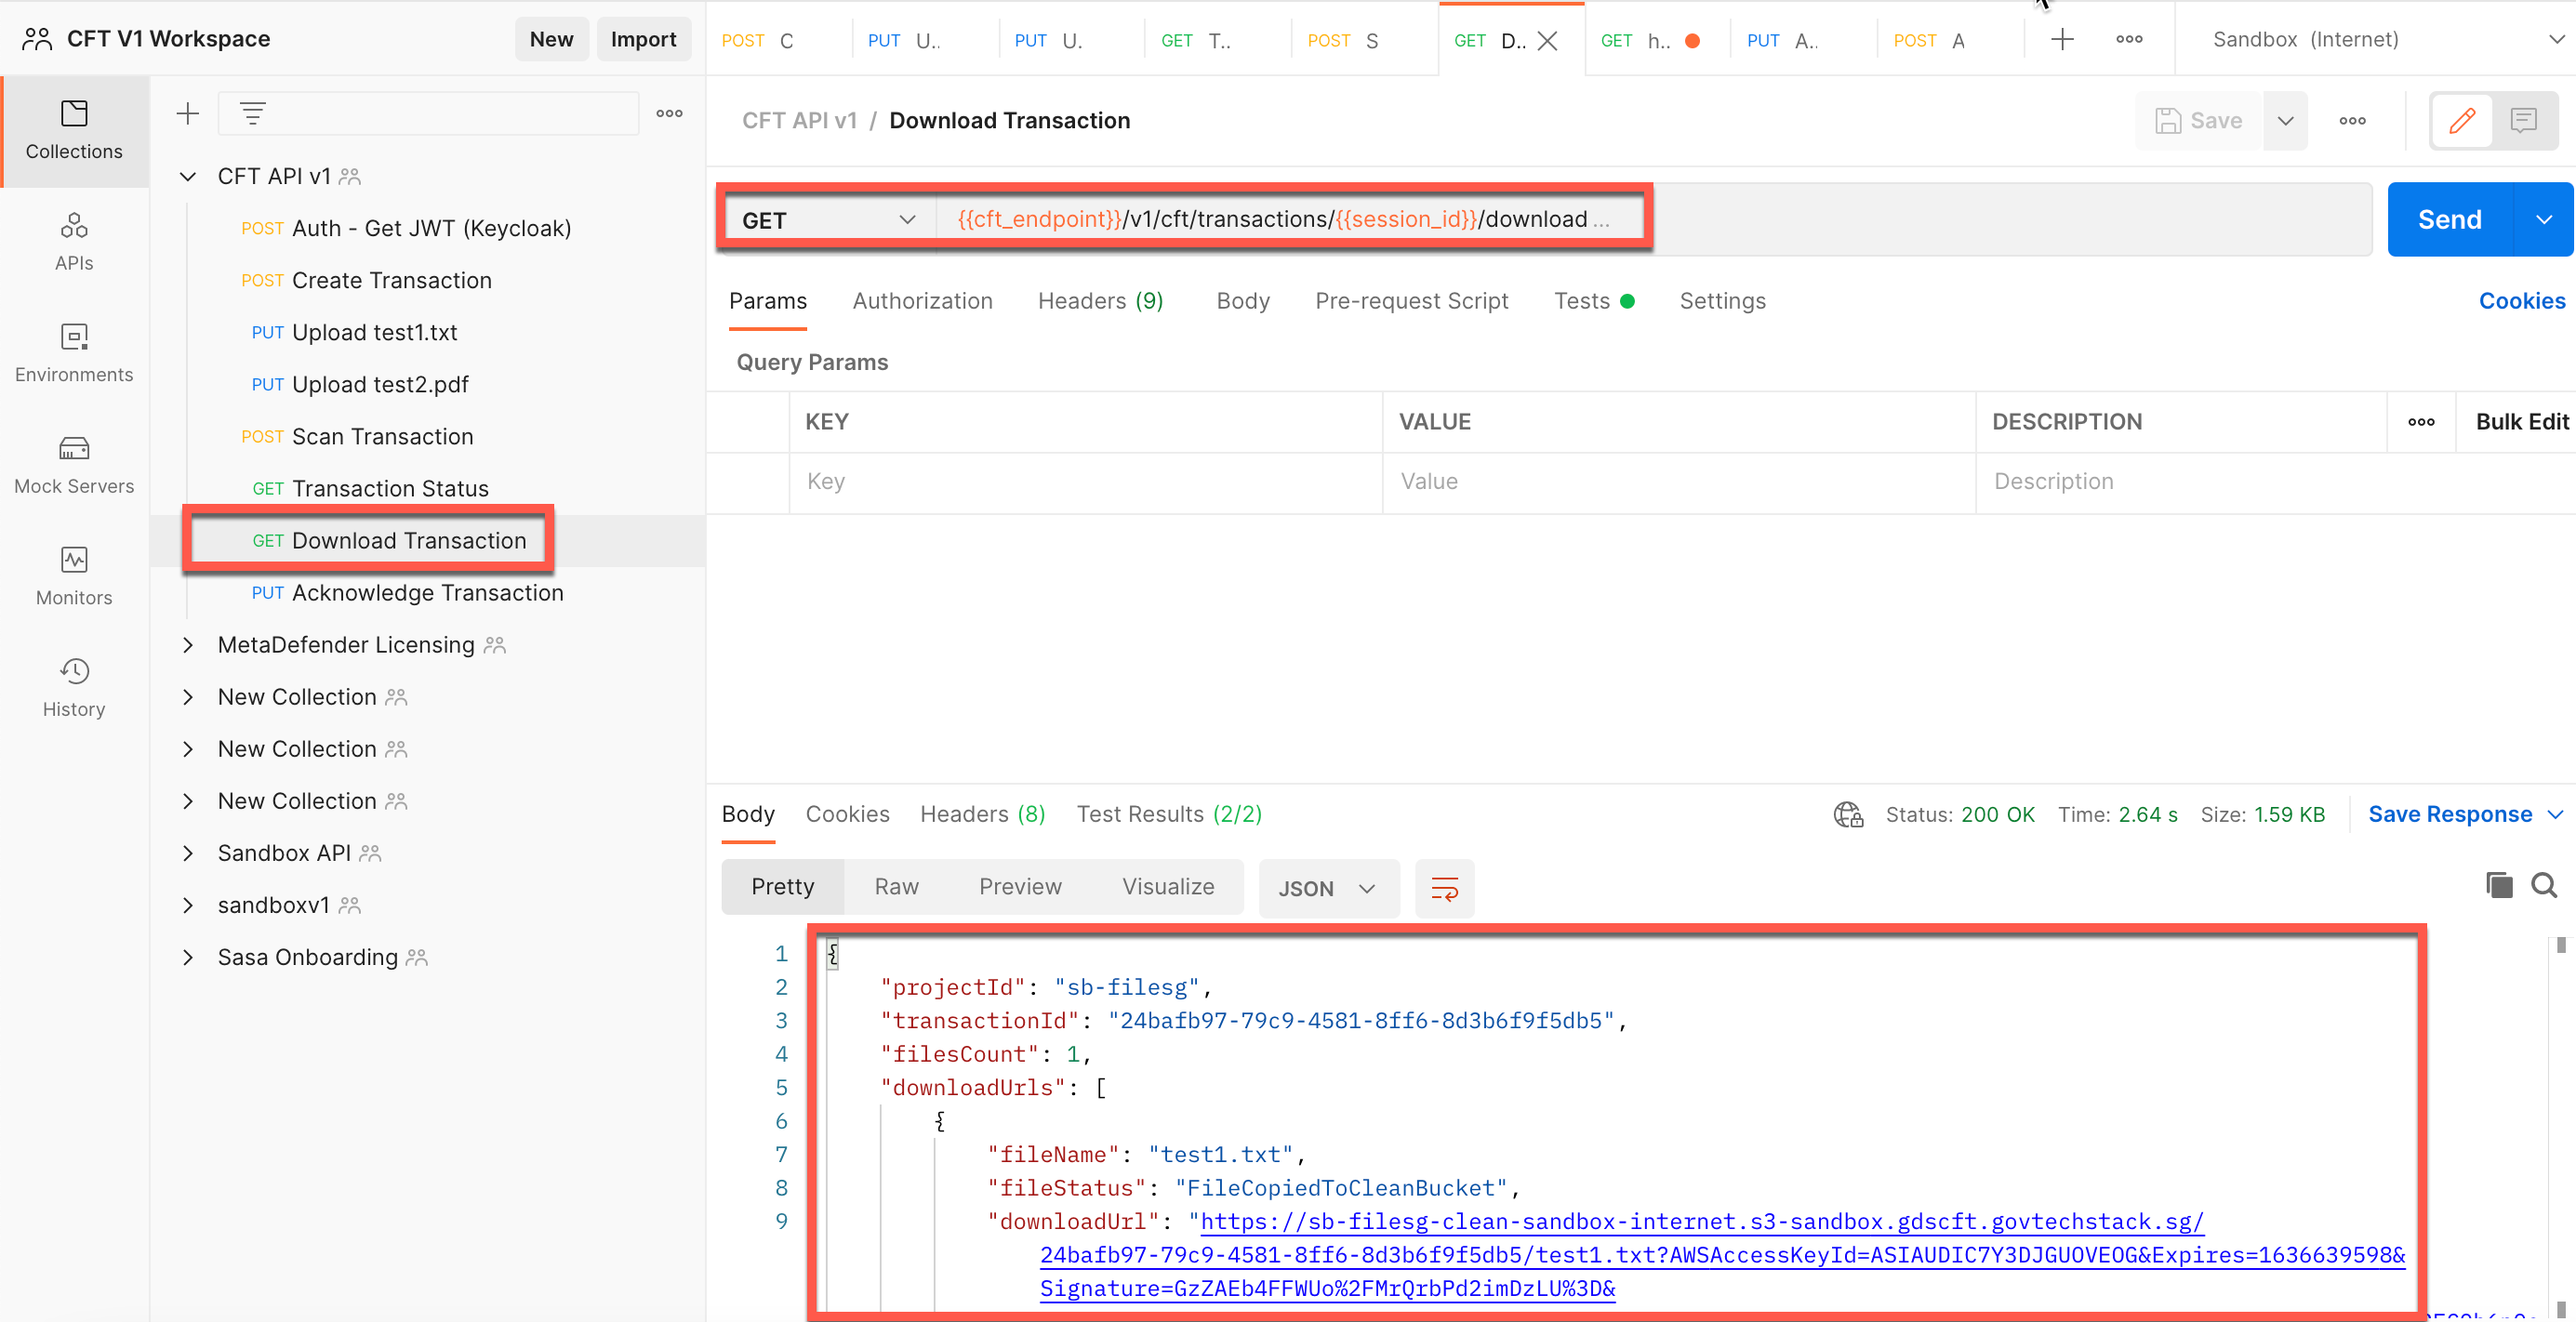 CFT V1 Workspace
New
Import
POST C
PUT U..
PUT U.
GET T..
POST S
GET D..
GET h..
PUT A..
POST A
Sandbox (Internet)
Collections
APIs
Environments
Mock Servers
Monitors
History
CFT API v1
POST Auth - Get JWT (Keycloak)
POST Create Transaction
PUT Upload test1.txt
PUT Upload test2.pdf
POST Scan Transaction
GET Transaction Status
GET Download Transaction
PUT Acknowledge Transaction
MetaDefender Licensing
New Collection
New Collection
New Collection
Sandbox API
sandboxv1
Sasa Onboarding
CFT API v1 / Download Transaction
Save
GET {{cft_endpoint}}/v1/cft/transactions/{{session_id}}/download ...
Send
Params Authorization Headers (9) Body Pre-request Script Tests Settings Cookies
Query Params
KEY VALUE DESCRIPTION Bulk Edit
Key Value Description
Body Cookies Headers (8) Test Results (2/2) Status: 200 OK Time: 2.64 s Size: 1.59 KB Save Response
Pretty Raw Preview Visualize JSON
1 {
2 "projectId": "sb-filesg",
3 "transactionId": "24bafb97-79c9-4581-8ff6-8d3b6f9f5db5",
4 "filesCount": 1,
5 "downloadUrls": [
6 {
7 "fileName": "test1.txt",
8 "fileStatus": "FileCopiedToCleanBucket",
9 "downloadUrl": "https://sb-filesg-clean-sandbox-internet.s3-sandbox.gdscft.govtechstack.sg/
24bafb97-79c9-4581-8ff6-8d3b6f9f5db5/test1.txt?AWSAccessKeyId=ASIAUDIC7Y3DJGUOVEOG&Expires=1636639598&
Signature=GzZAEb4FFWUo%2FMrQrbPd2imDzLU%3D&